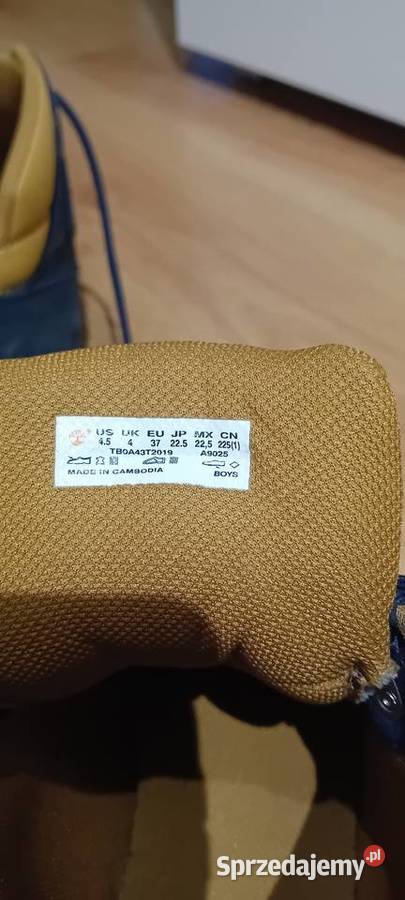 US UK EU JP MX CN
4.5 4 37 22.5 22,5 225(1)
TB0A43T2019 A9025
MADE IN CAMBODIA BOYS
Sprzedajemy.pl